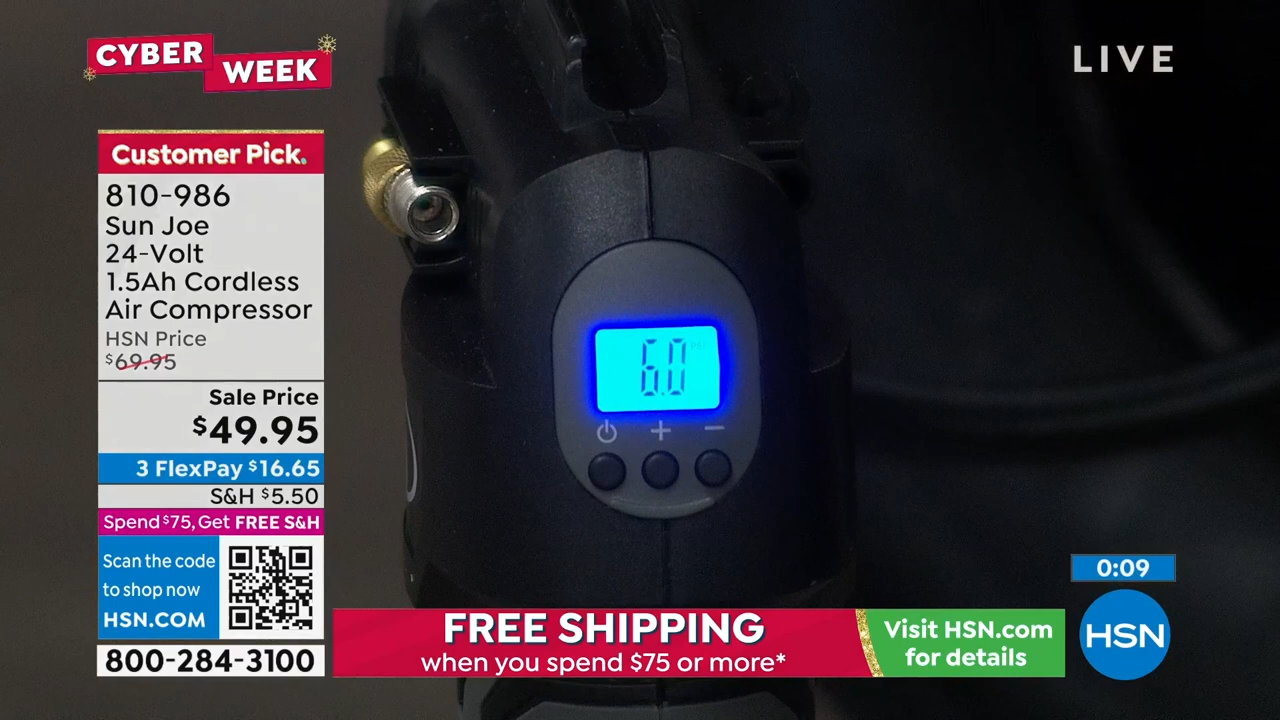 CYBER
WEEK
LIVE
Customer Pick.
810-986
Sun Joe
24-Volt
1.5Ah Cordless
Air Compressor
HSN Price
$69.95
Sale Price
$49.95
3 FlexPay $16.65
S&H $5.50
Spend $75, Get FREE S&H
Scan the code
to shop now
HSN.COM
800-284-3100
6.0 PSI
FREE SHIPPING
when you spend $75 or more*
Visit HSN.com
for details
0:09
HSN